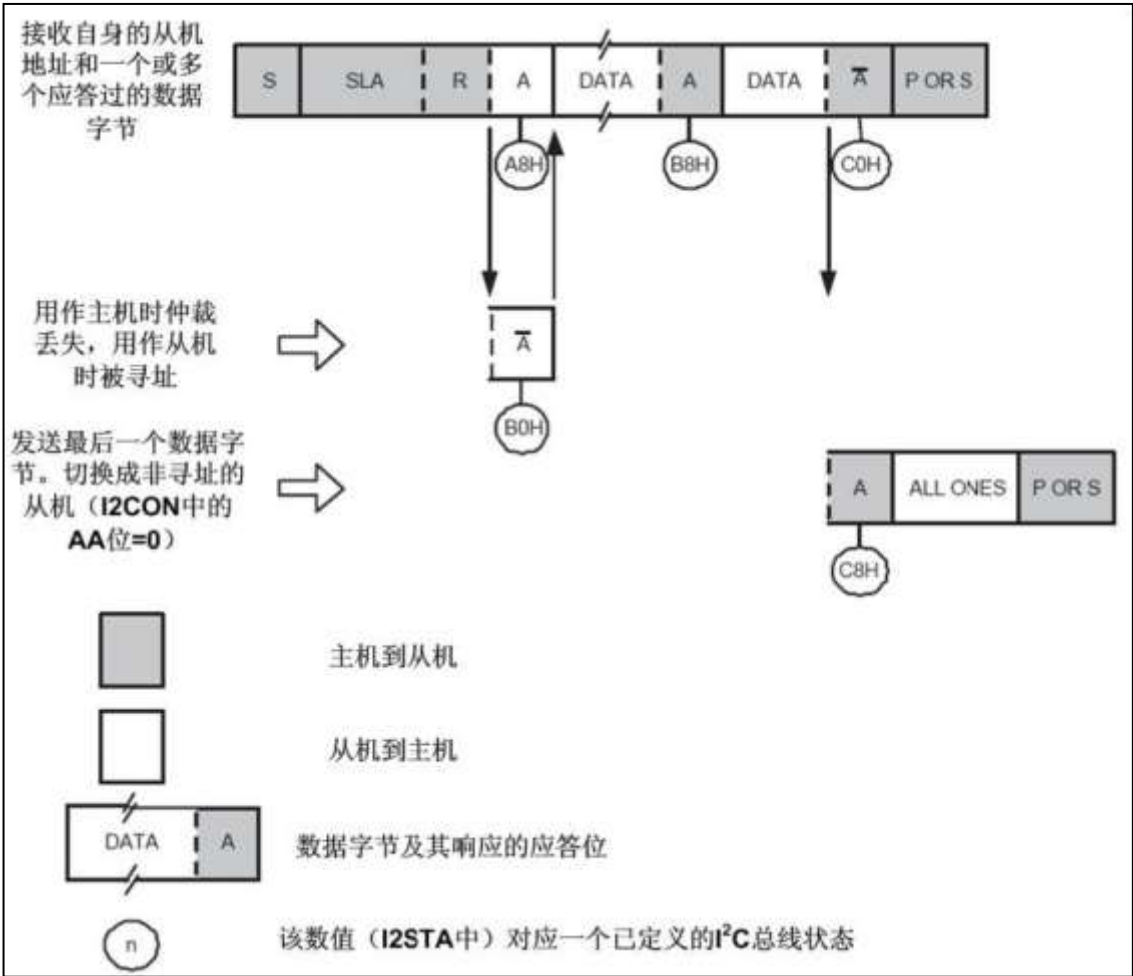 接收自身的从机
地址和一个或多
个应答过的数据
字节
S SLA R A DATA A DATA A̅ P OR S
A8H B8H C0H
用作主机时仲裁
丢失，用作从机
时被寻址
A̅
B0H
发送最后一个数据字
节。切换成非寻址的
从机（I2CON中的
AA位=0）
A ALL ONES P OR S
C8H
主机到从机
从机到主机
DATA A 数据字节及其响应的应答位
n 该数值（I2STA中）对应一个已定义的I²C总线状态